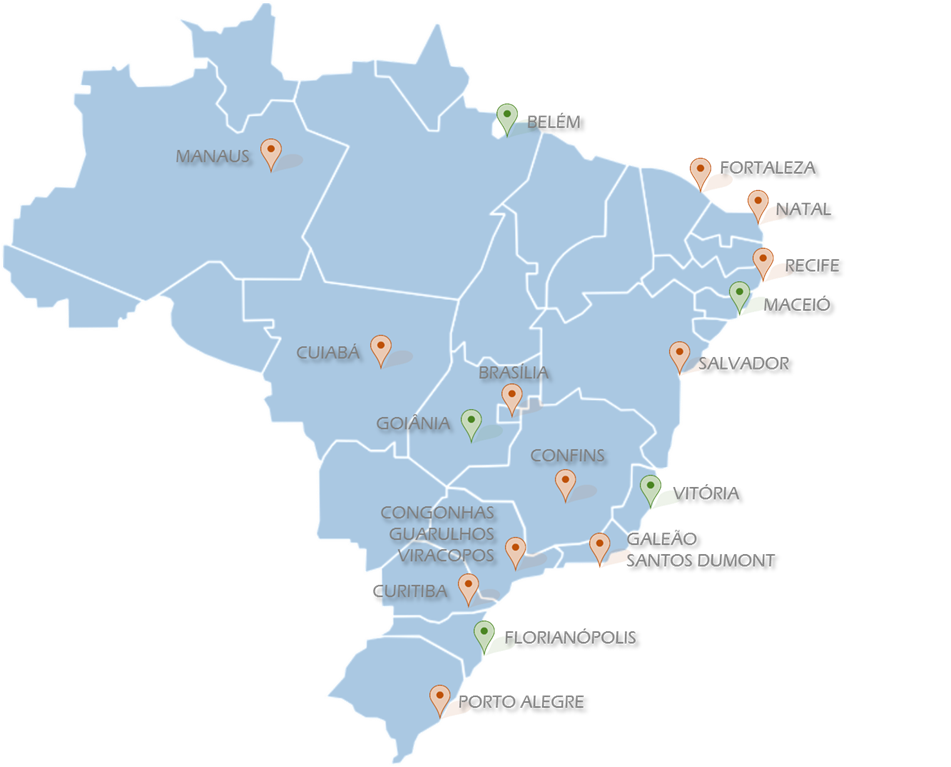 BELÉM
MANAUS
FORTALEZA
NATAL
RECIFE
MACEIÓ
CUIABÁ
SALVADOR
BRASÍLIA
GOIÂNIA
CONFINS
VITÓRIA
CONGONHAS
GUARULHOS
VIRACOPOS
GALEÃO
SANTOS DUMONT
CURITIBA
FLORIANÓPOLIS
PORTO ALEGRE